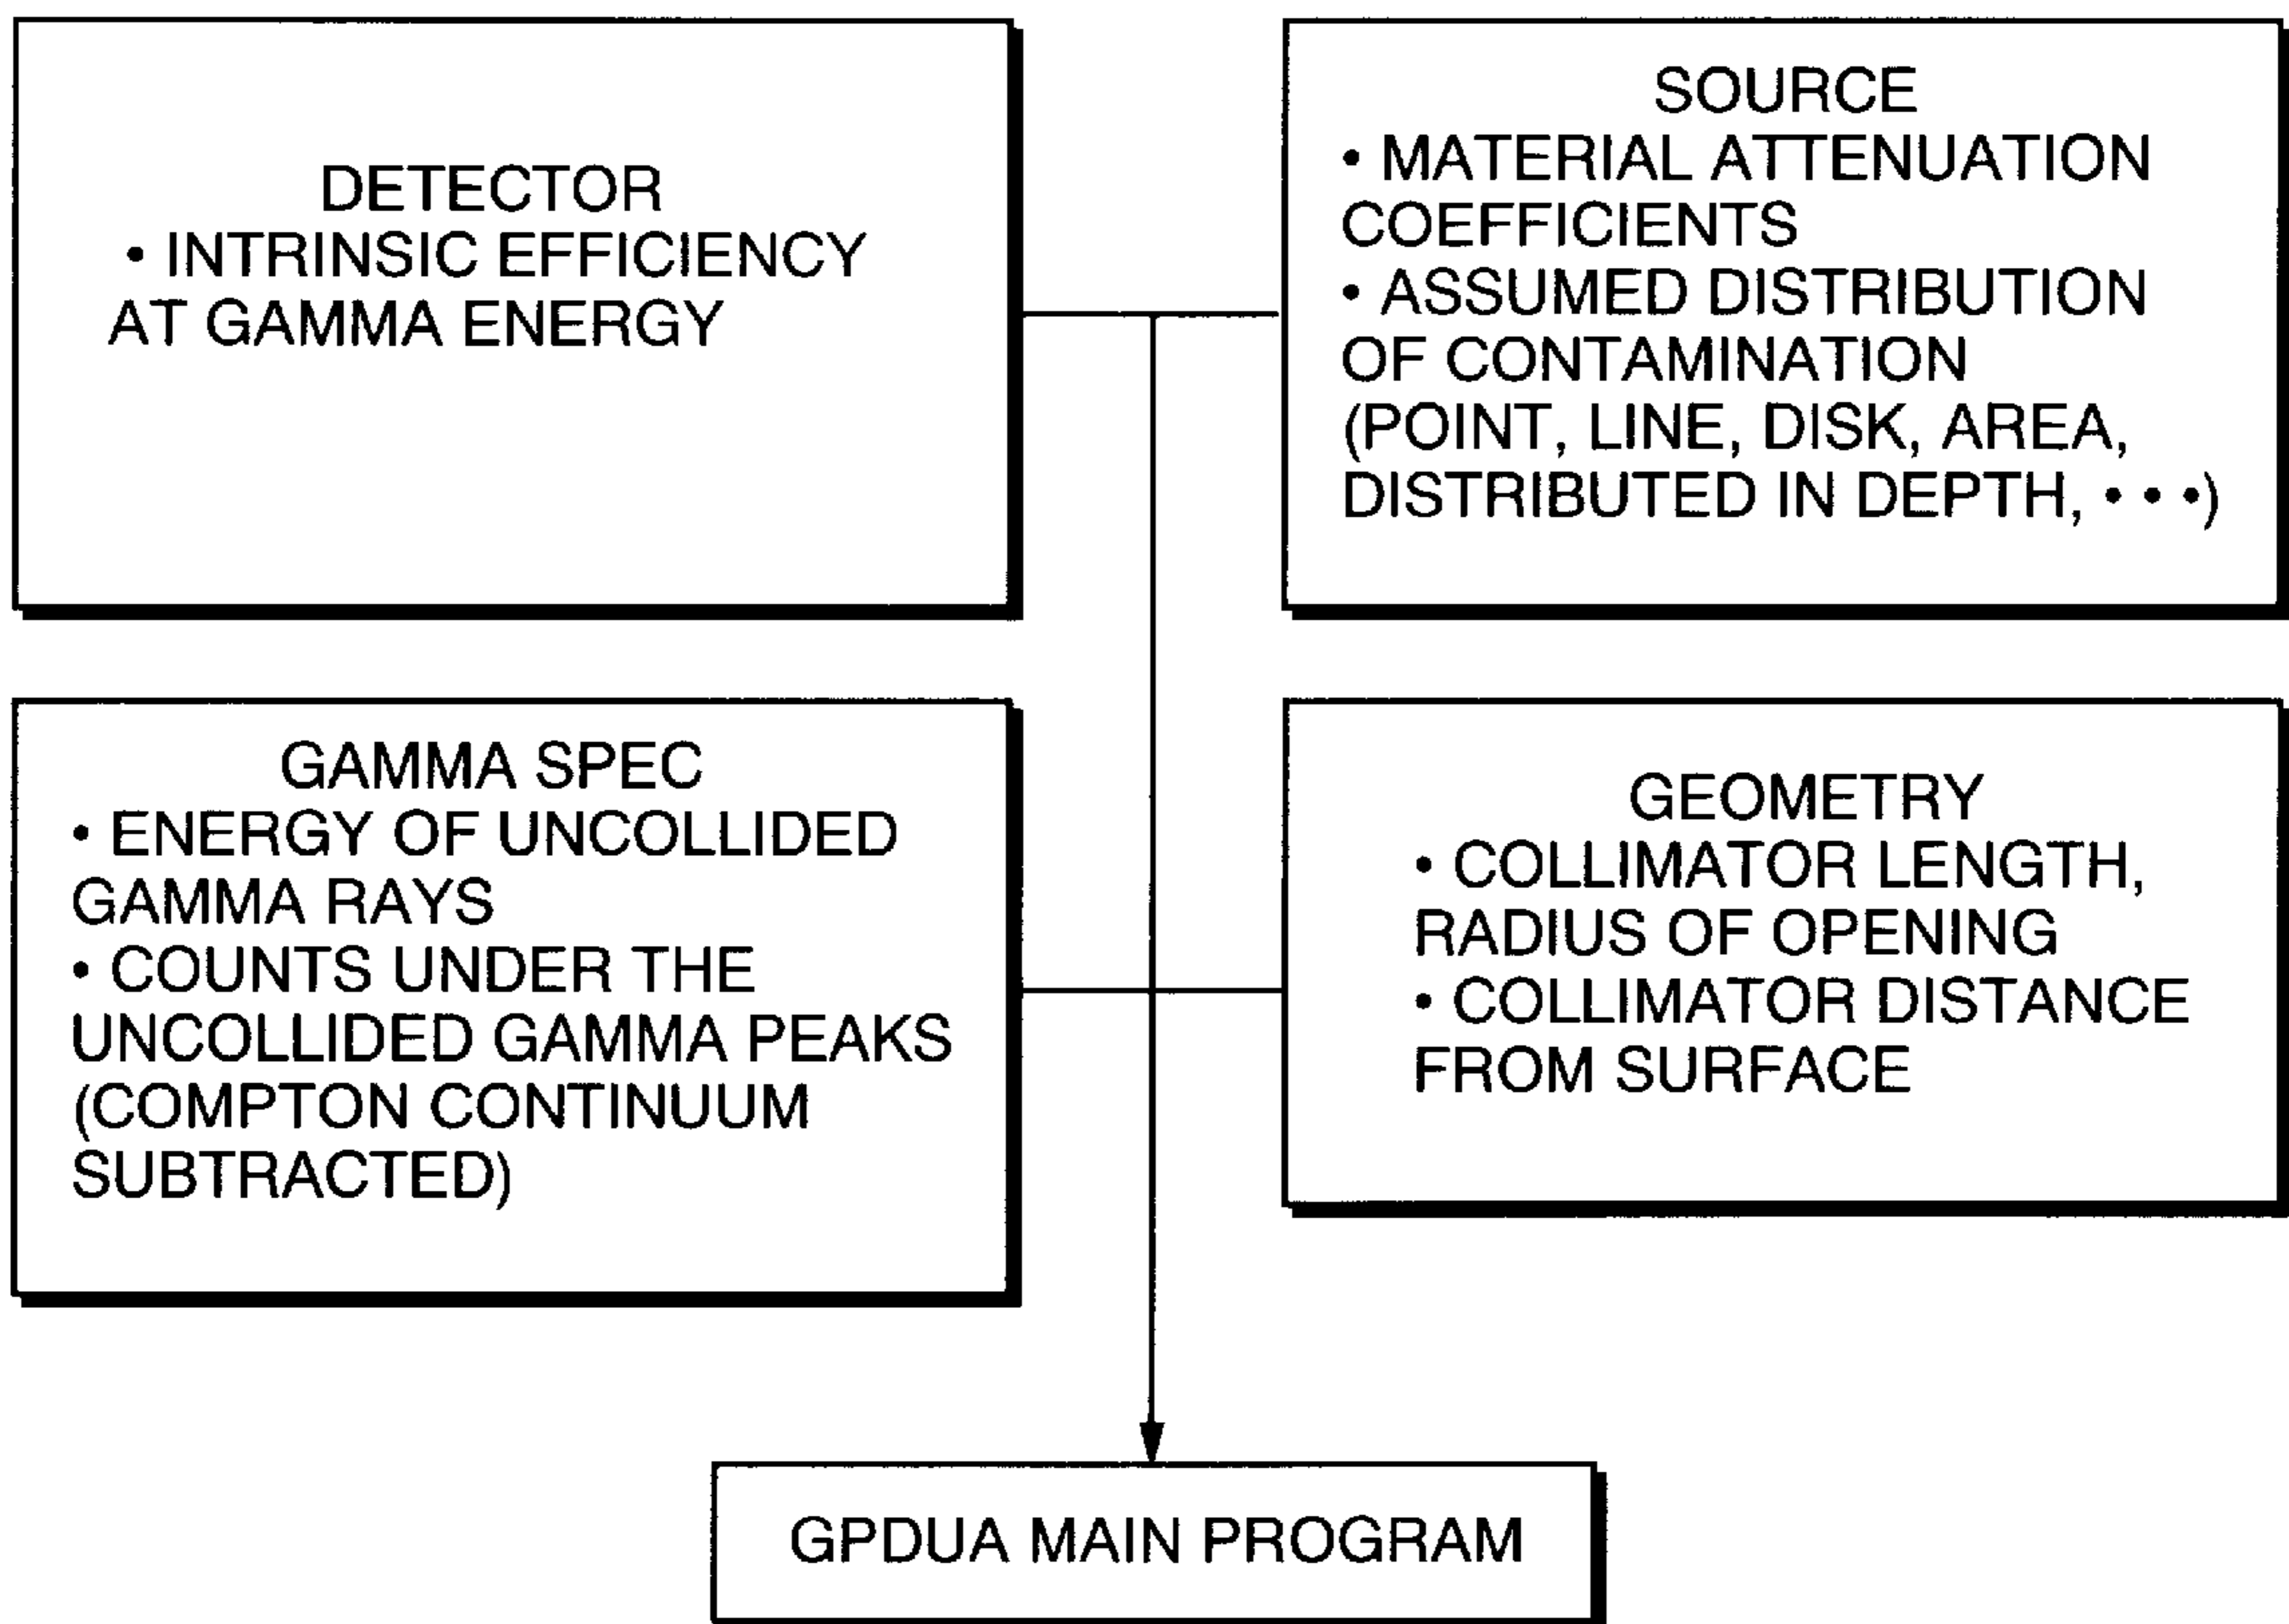 DETECTOR
• INTRINSIC EFFICIENCY
AT GAMMA ENERGY
SOURCE
• MATERIAL ATTENUATION
COEFFICIENTS
• ASSUMED DISTRIBUTION
OF CONTAMINATION
(POINT, LINE, DISK, AREA,
DISTRIBUTED IN DEPTH, • • •)
GAMMA SPEC
• ENERGY OF UNCOLLIDED
GAMMA RAYS
• COUNTS UNDER THE
UNCOLLIDED GAMMA PEAKS
(COMPTON CONTINUUM
SUBTRACTED)
GEOMETRY
• COLLIMATOR LENGTH,
RADIUS OF OPENING
• COLLIMATOR DISTANCE
FROM SURFACE
GPDUA MAIN PROGRAM